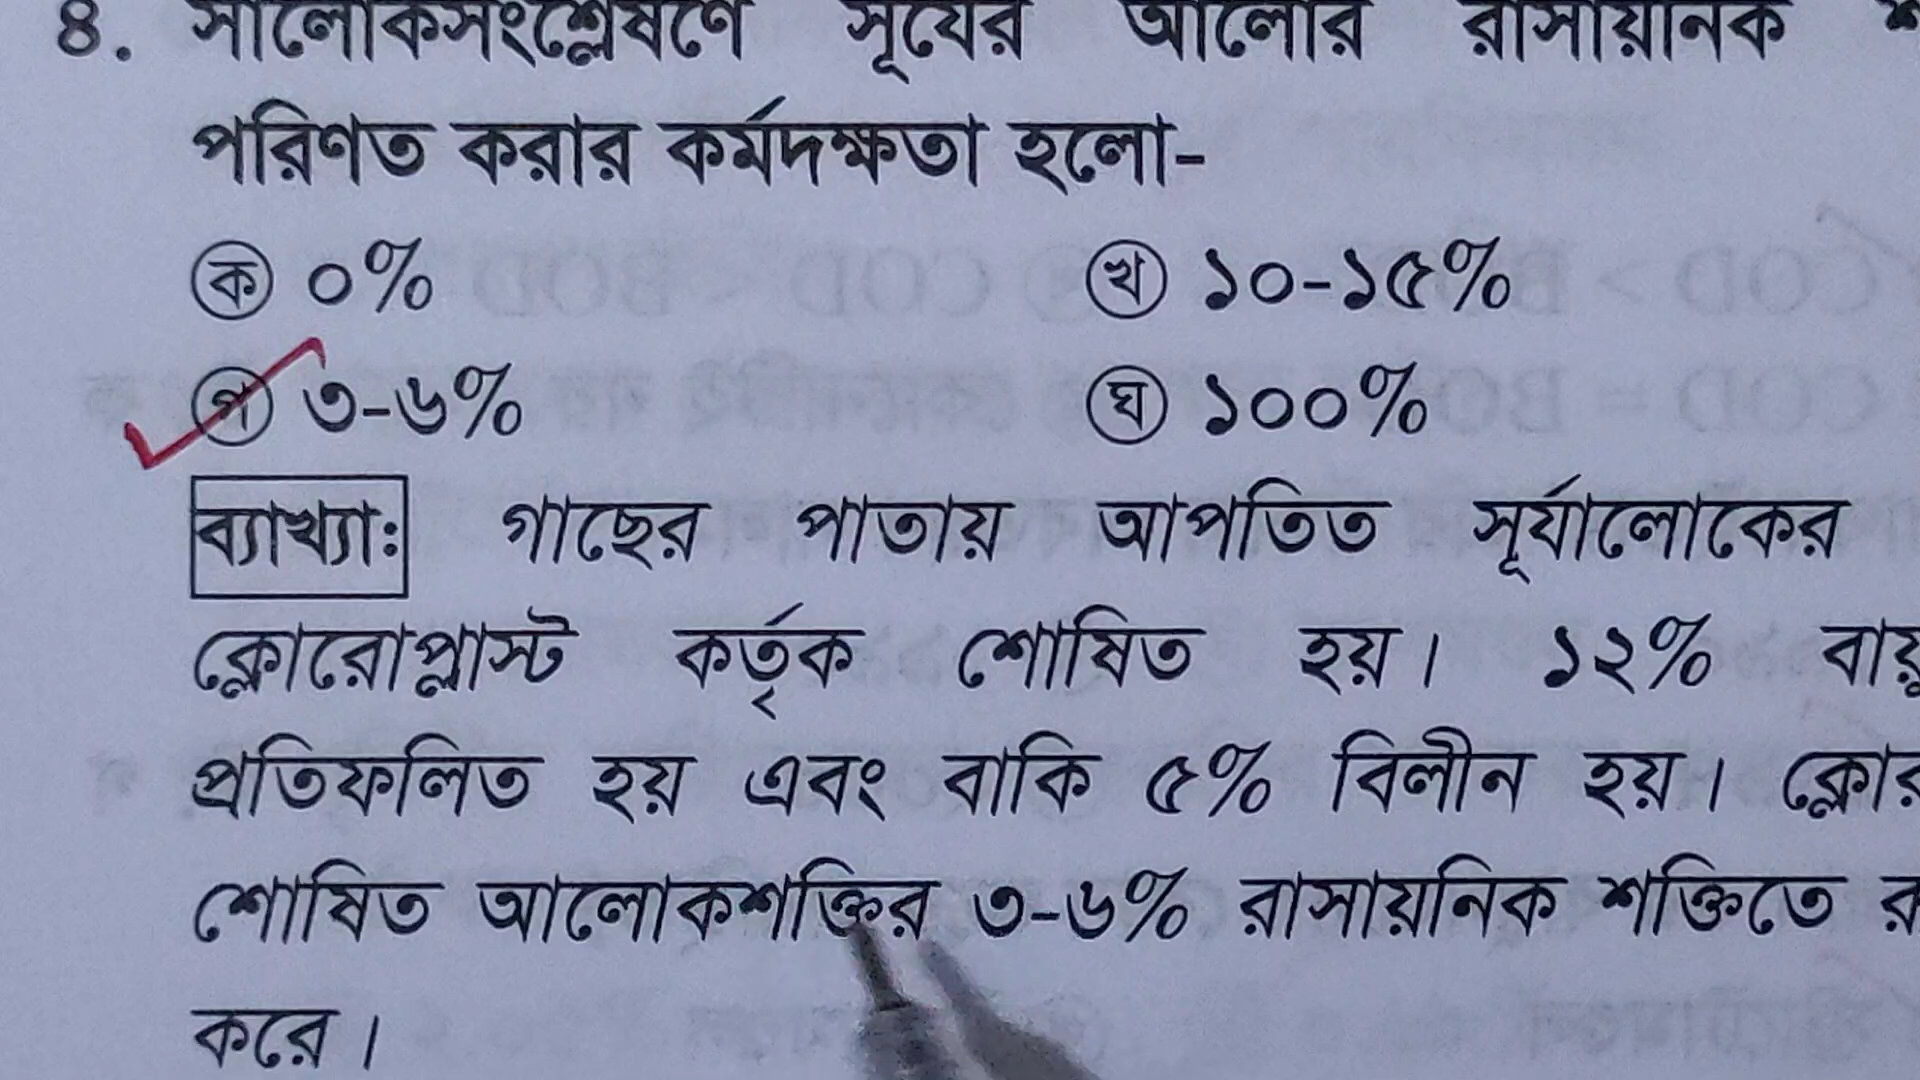 ৪. সালোকসংশ্লেষণে সূর্যের আলোর রাসায়নিক
পরিণত করার কর্মদক্ষতা হলো-
ক ০% খ ১০-১৫%
গ ৩-৬% ঘ ১০০%
ব্যাখ্যা: গাছের পাতায় আপতিত সূর্যালোকের
ক্লোরোপ্লাস্ট কর্তৃক শোষিত হয়। ১২%
প্রতিফলিত হয় এবং বাকি ৫% বিলীন হয়।
শোষিত আলোকশক্তির ৩-৬% রাসায়নিক শক্তিতে
করে।